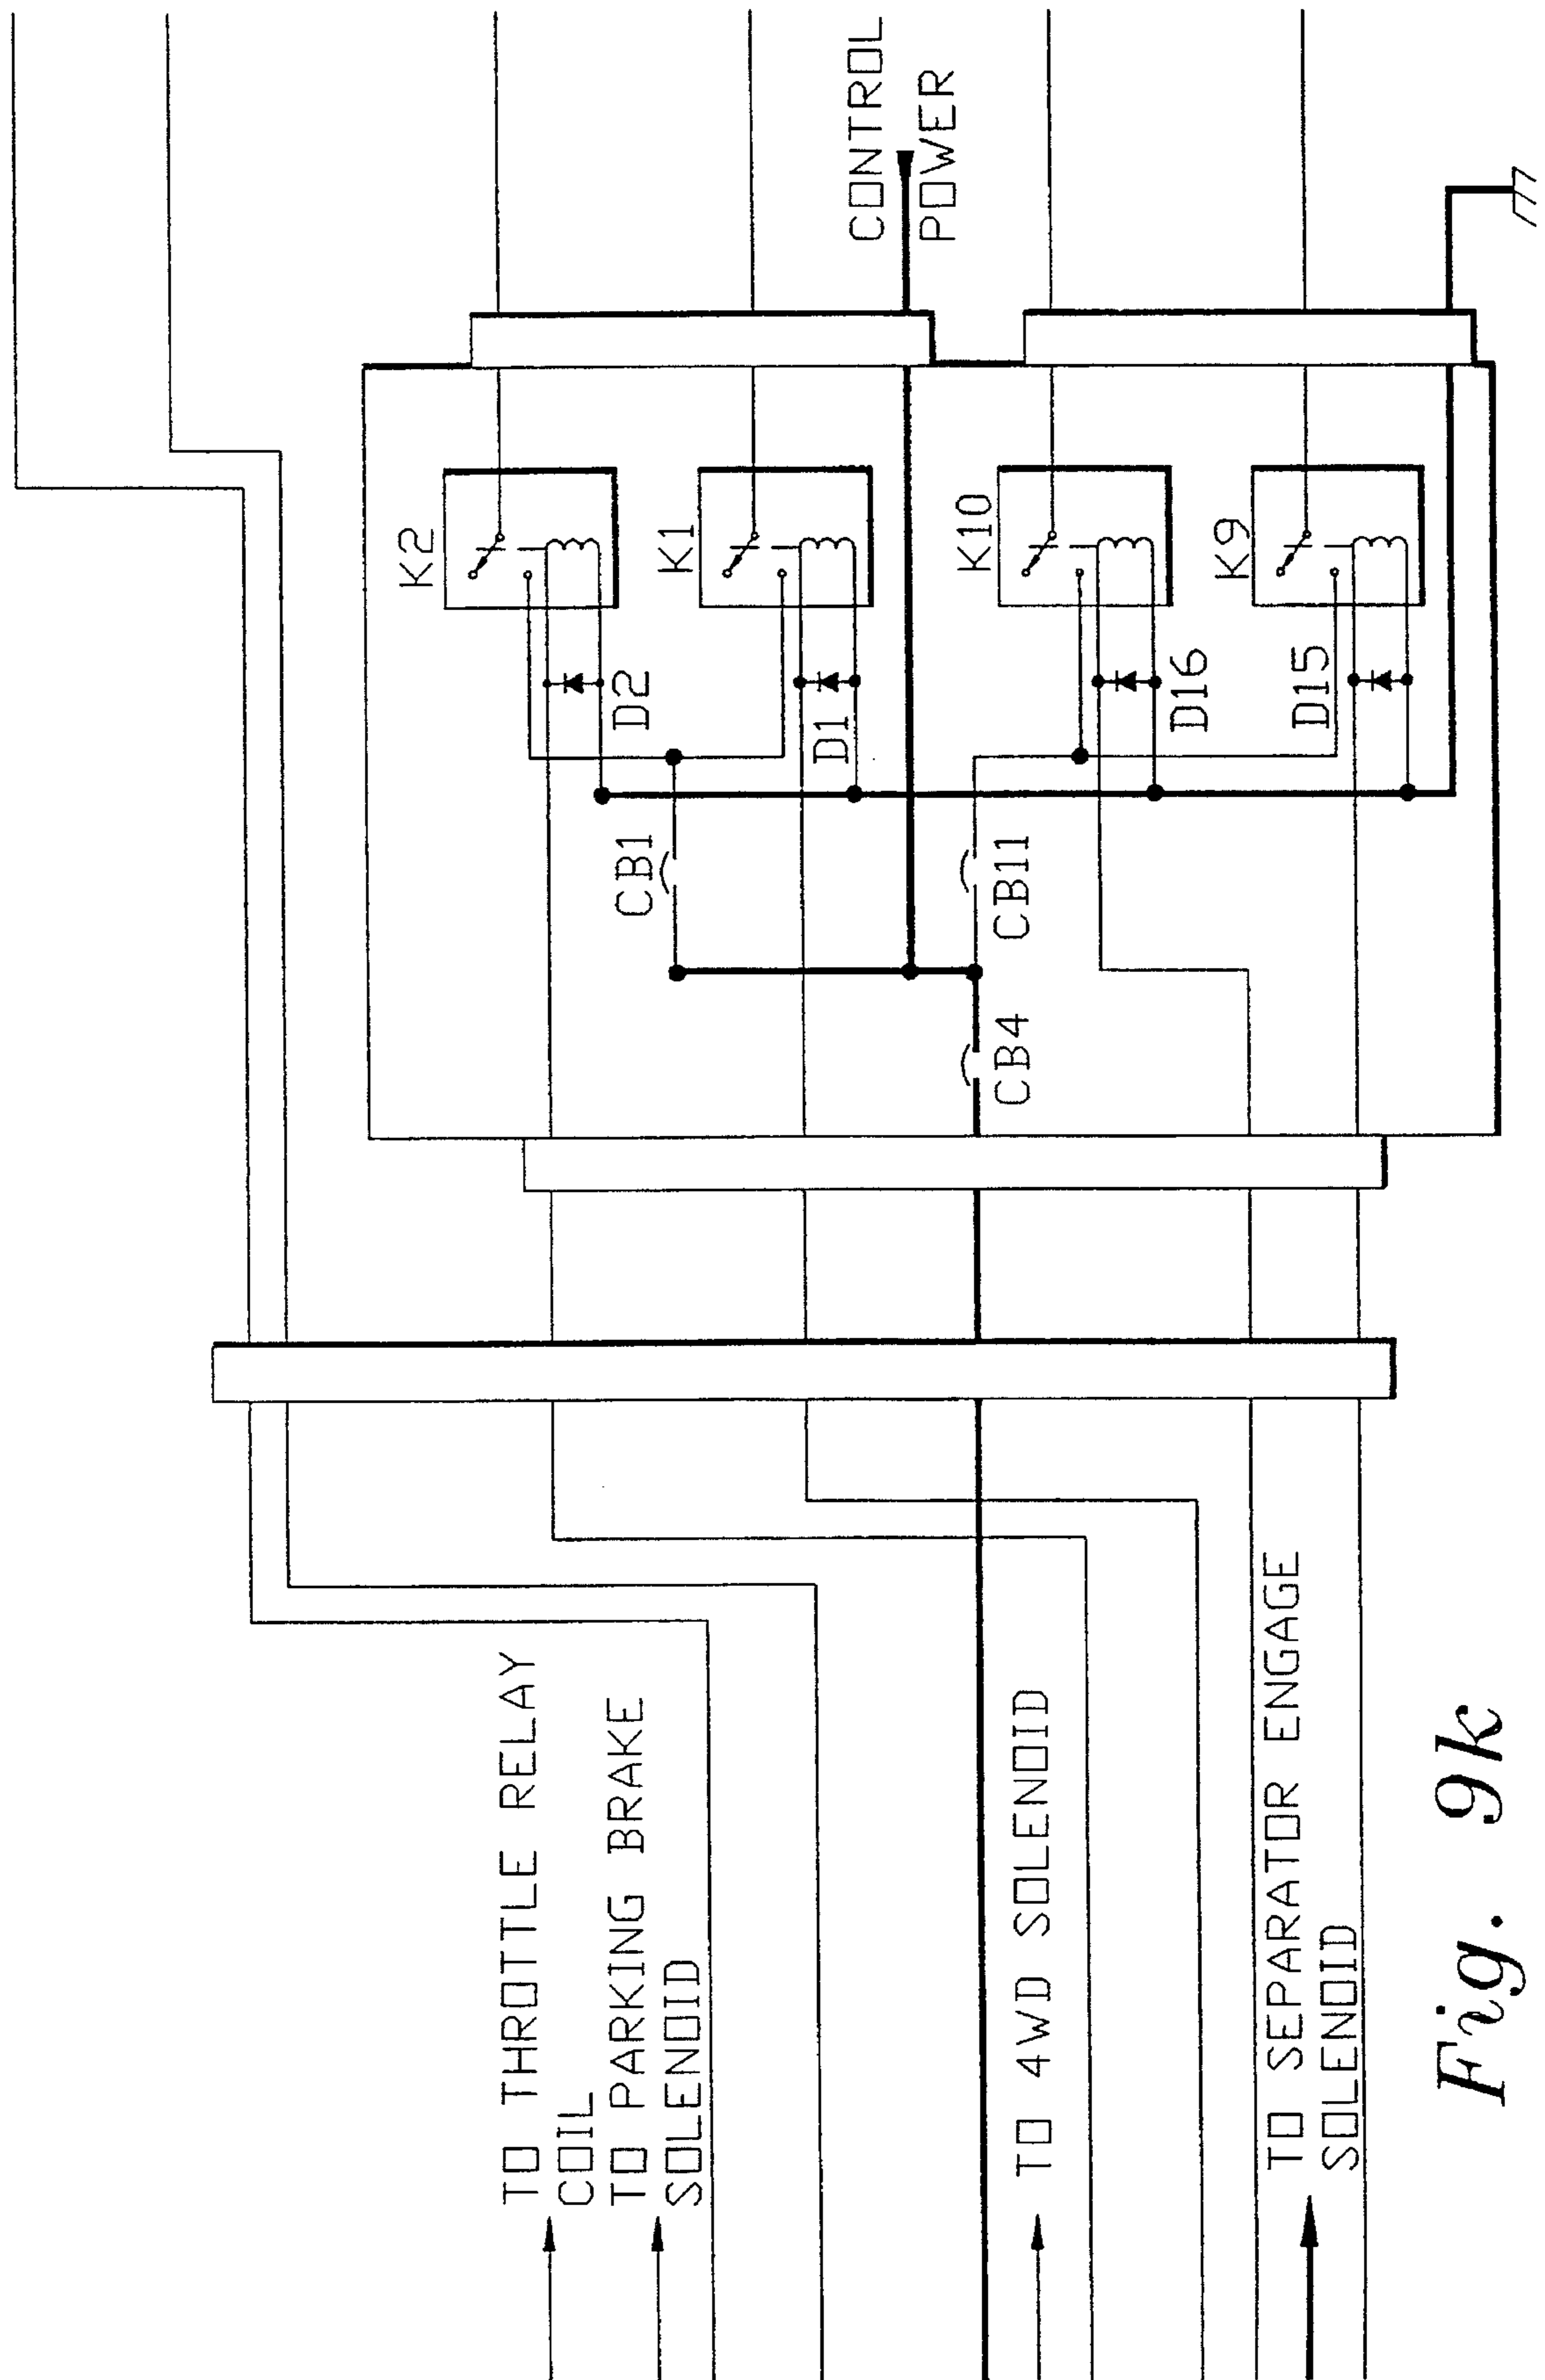 TO THROTTLE RELAY
COIL
TO PARKING BRAKE
SOLENOID
TO 4WD SOLENOID
TO SEPARATOR ENGAGE
SOLENOID
K2
D2
CB1
K1
D1
CONTROL
POWER
CB4
CB11
K10
D16
K9
D15
Fig. 9k